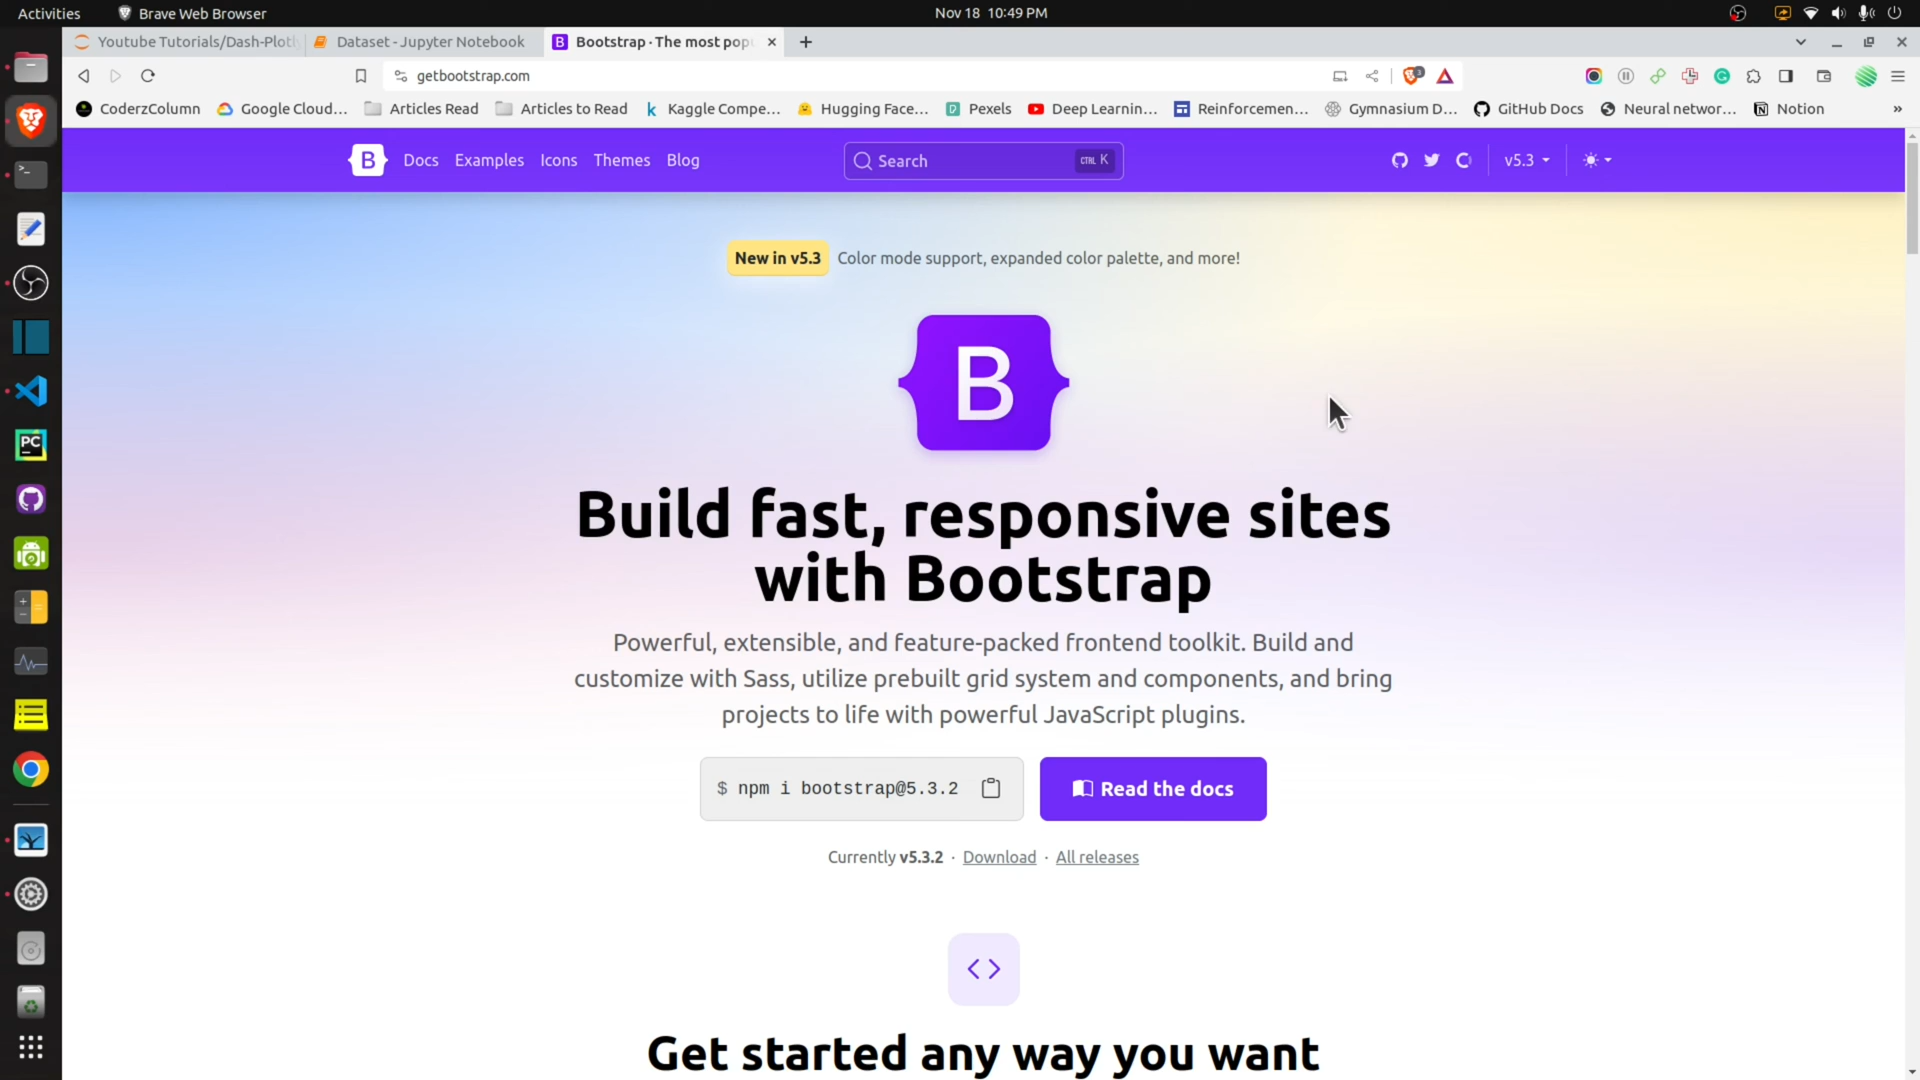 Activities Brave Web Browser Nov 18 10:49 PM
Youtube Tutorials/Dash-Plotl Dataset - Jupyter Notebook Bootstrap · The most pop
getbootstrap.com
CoderzColumn Google Cloud... Articles Read Articles to Read Kaggle Compe... Hugging Face... Pexels Deep Learnin... Reinforcemen... Gymnasium D... GitHub Docs Neural networ... Notion »
B Docs Examples Icons Themes Blog Search CTRL K v5.3
New in v5.3 Color mode support, expanded color palette, and more!
B
Build fast, responsive sites
with Bootstrap
Powerful, extensible, and feature-packed frontend toolkit. Build and
customize with Sass, utilize prebuilt grid system and components, and bring
projects to life with powerful JavaScript plugins.
$ npm i bootstrap@5.3.2 Read the docs
Currently v5.3.2 · Download · All releases
Get started any way you want
PC